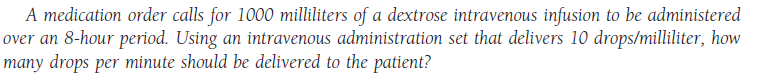 A medication order calls for 1000 milliliters of a dextrose intravenous infusion to be administered
over an 8-hour period. Using an intravenous administration set that delivers 10 drops/milliliter, how
many drops per minute should be delivered to the patient?